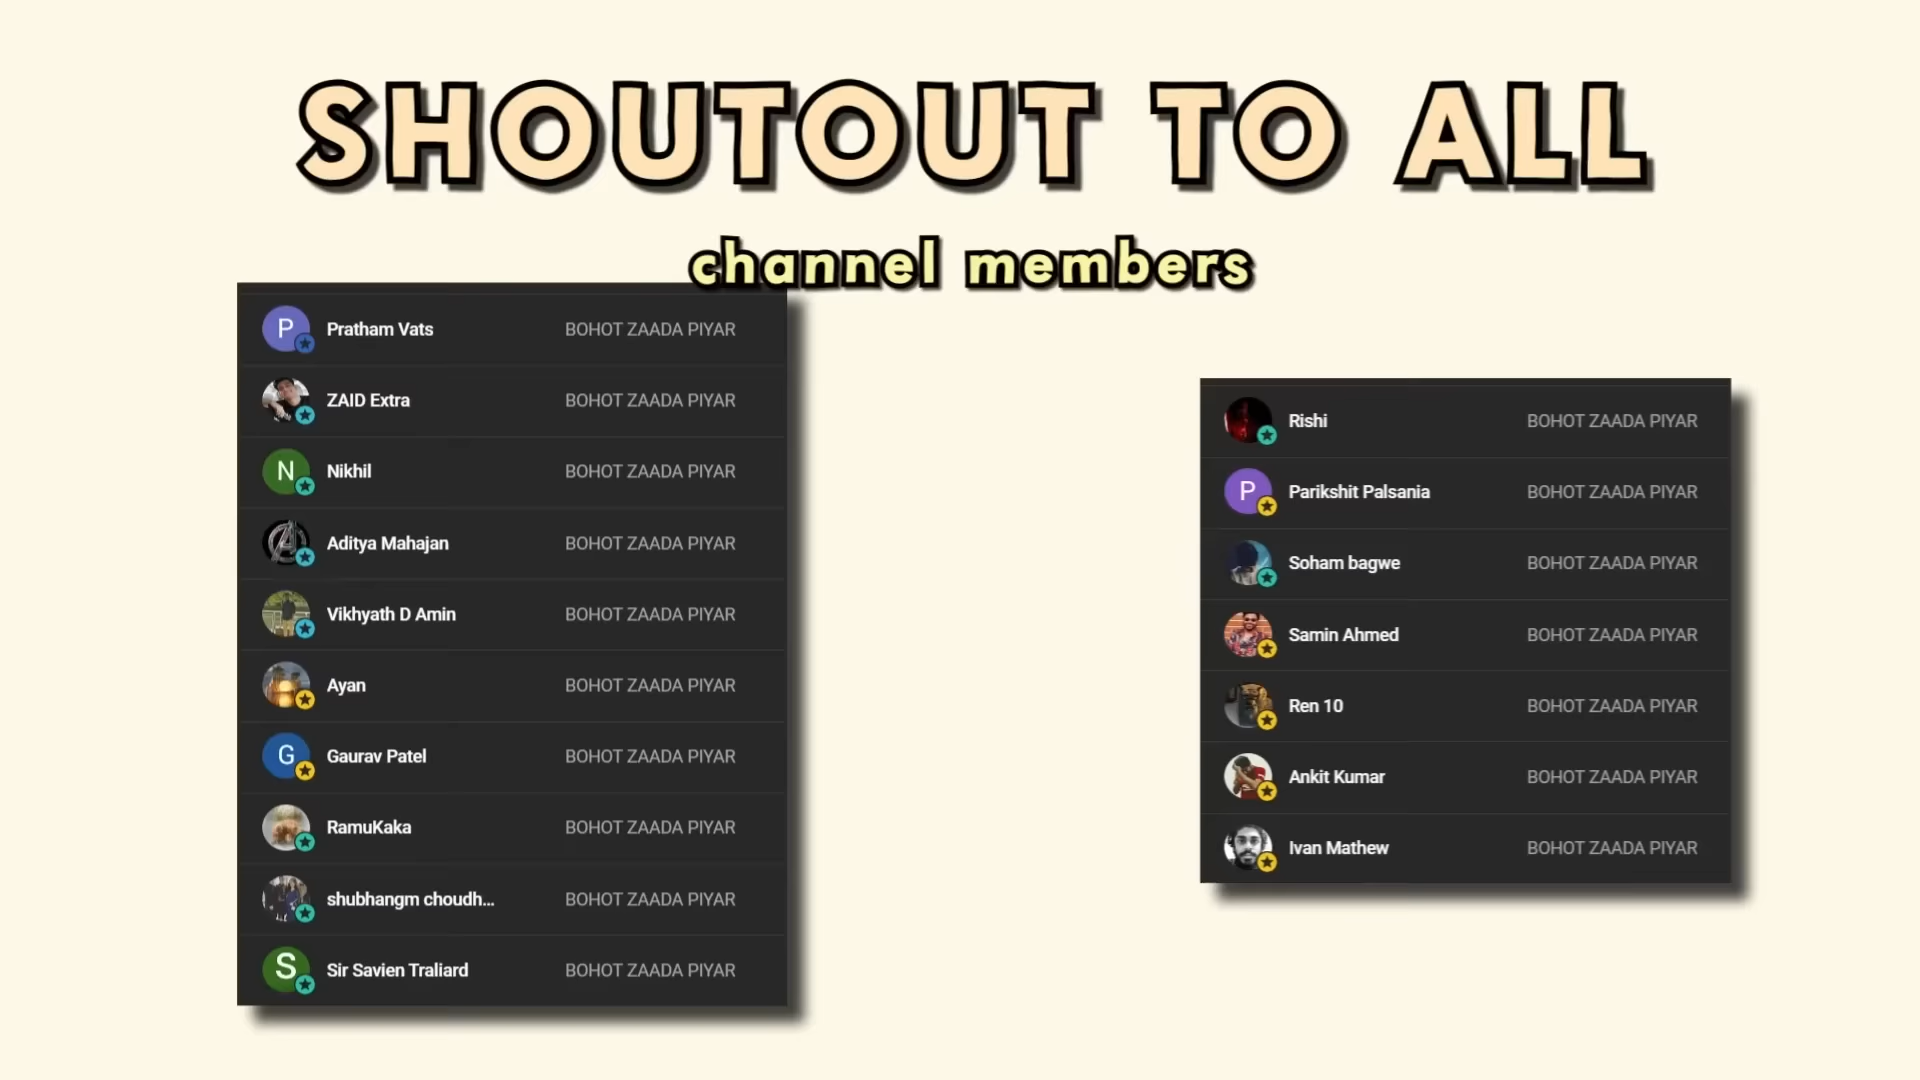 SHOUTOUT TO ALL
channel members
P Pratham Vats BOHOT ZAADA PIYAR
ZAID Extra BOHOT ZAADA PIYAR
N Nikhil BOHOT ZAADA PIYAR
Aditya Mahajan BOHOT ZAADA PIYAR
Vikhyath D Amin BOHOT ZAADA PIYAR
Ayan BOHOT ZAADA PIYAR
G Gaurav Patel BOHOT ZAADA PIYAR
RamuKaka BOHOT ZAADA PIYAR
shubhangm choudh... BOHOT ZAADA PIYAR
S Sir Savien Traliard BOHOT ZAADA PIYAR
Rishi BOHOT ZAADA PIYAR
P Parikshit Palsania BOHOT ZAADA PIYAR
Soham bagwe BOHOT ZAADA PIYAR
Samin Ahmed BOHOT ZAADA PIYAR
Ren 10 BOHOT ZAADA PIYAR
Ankit Kumar BOHOT ZAADA PIYAR
Ivan Mathew BOHOT ZAADA PIYAR